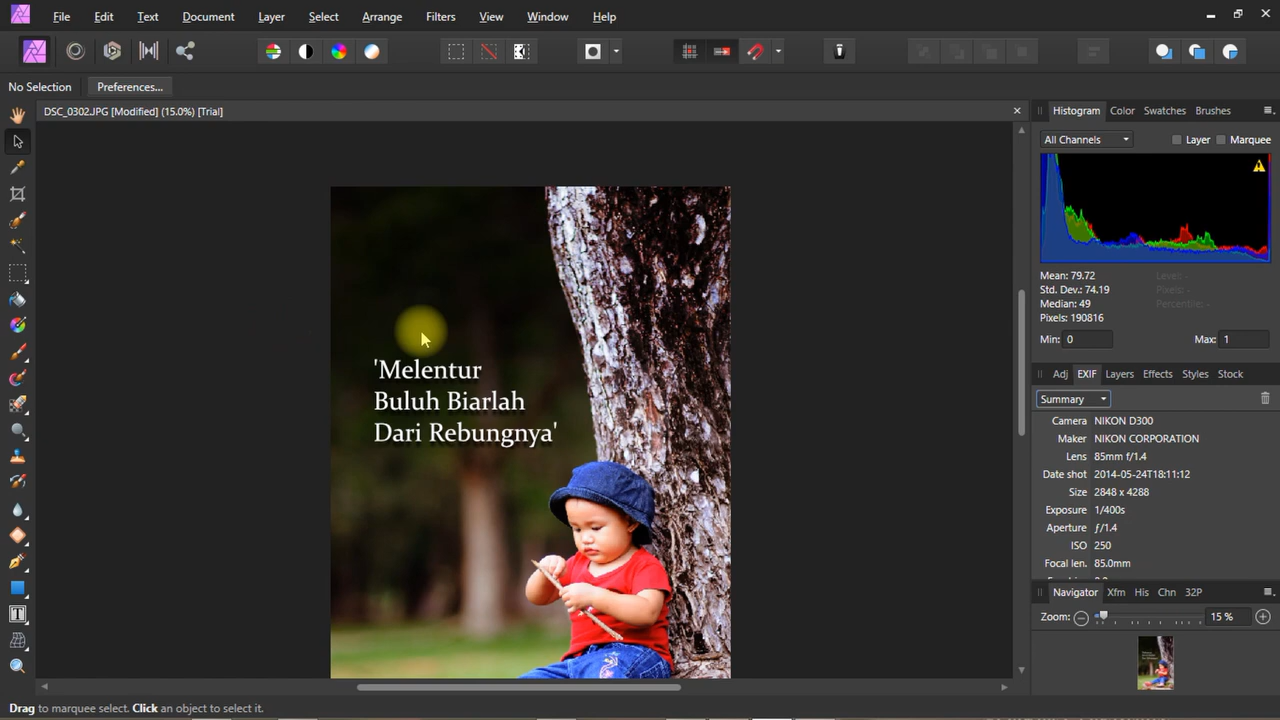 File Edit Text Document Layer Select Arrange Filters View Window Help
No Selection Preferences...
DSC_0302.JPG [Modified] (15.0%) [Trial]
Histogram Color Swatches Brushes
All Channels Layer Marquee
Mean: 79.72 Level: -
Std. Dev.: 74.19 Pixels: -
Median: 49 Percentile: -
Pixels: 190816
Min: 0 Max: 1
'Melentur
Buluh Biarlah
Dari Rebungnya'
Adj EXIF Layers Effects Styles Stock
Summary
Camera NIKON D300
Maker NIKON CORPORATION
Lens 85mm f/1.4
Date shot 2014-05-24T18:11:12
Size 2848 x 4288
Exposure 1/400s
Aperture ƒ/1.4
ISO 250
Focal len. 85.0mm
Navigator Xfm His Chn 32P
Zoom: 15 %
Drag to marquee select. Click an object to select it.